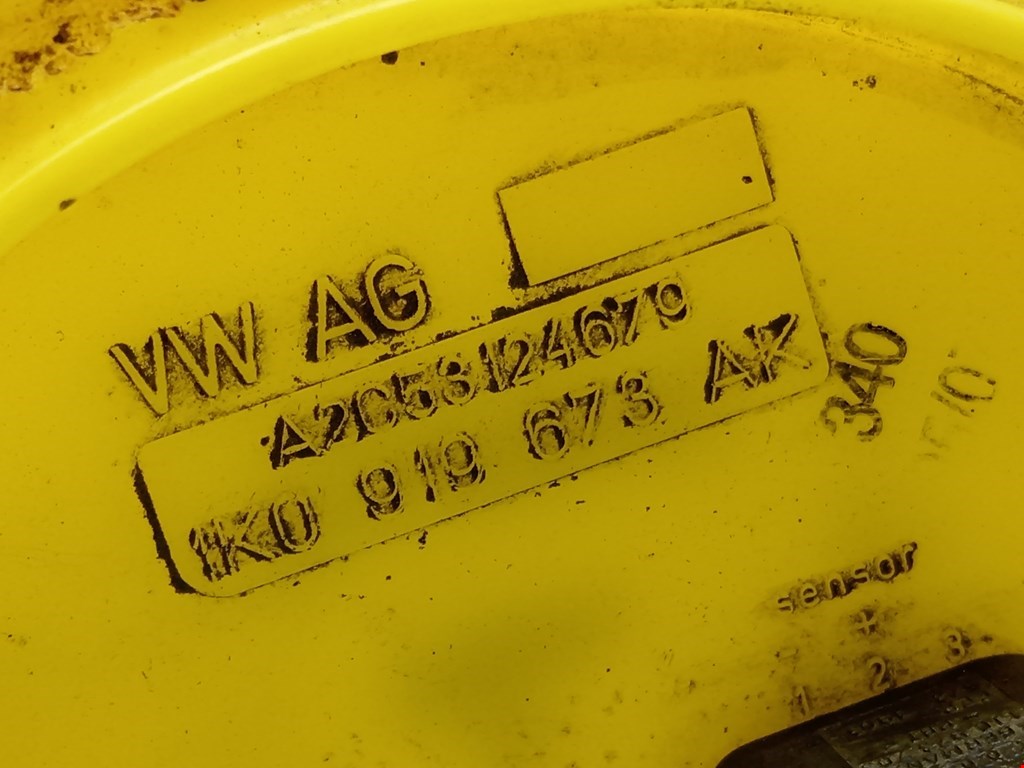 VW AG
A2C53124679
1K0 919 673 AK
340
sensor
- +
1 2 3